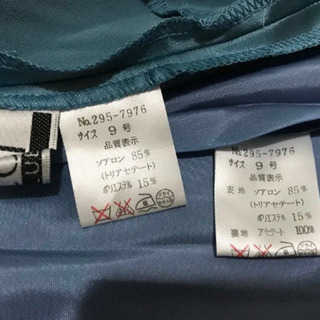 No.295-7976
サイズ 9 号
品質表示
ソアロン 85%
(トリアセテート)
ポリエステル 15%
No.295-7976
サイズ 9 号
品質表示
表地 ソアロン 85%
(トリアセテート)
ポリエステル 15%
裏地 アセテート 100%